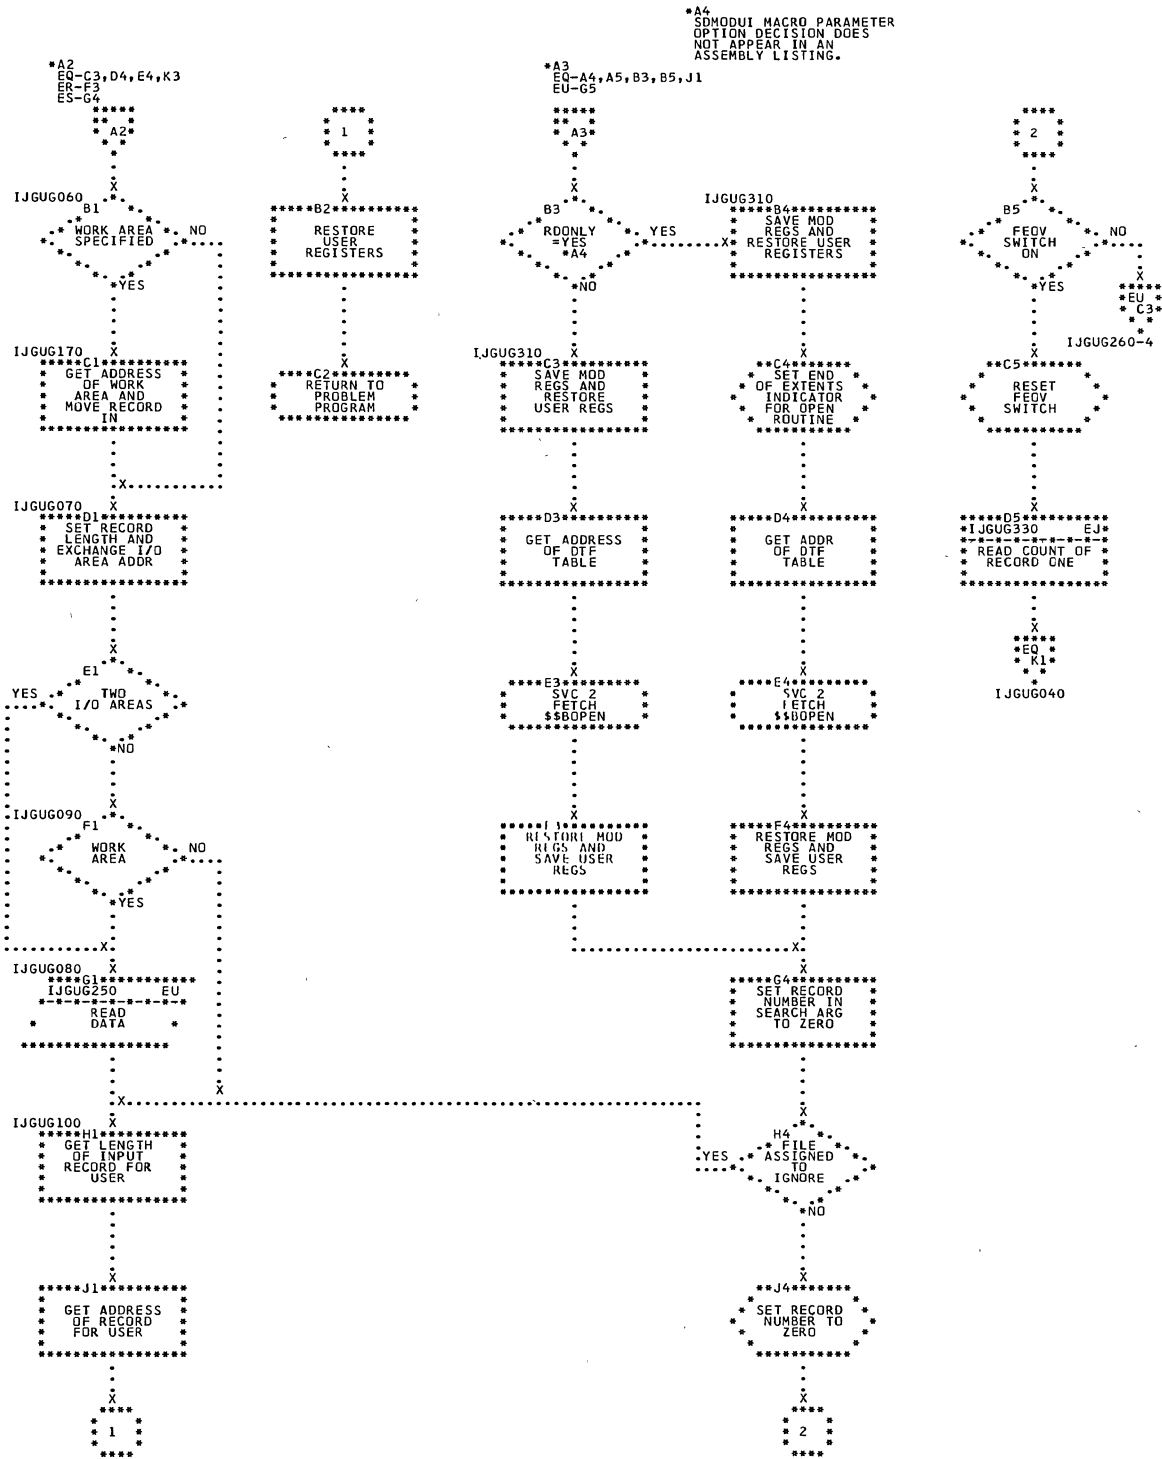 *A4
SDMODUI MACRO PARAMETER
OPTION DECISION DOES
NOT APPEAR IN AN
ASSEMBLY LISTING.
*A2
EQ-C3,D4,E4,K3
ER-F3
ES-G4
A2
IJGUG060
B1
WORK AREA
SPECIFIED
NO
YES
IJGUG170
C1
GET ADDRESS
OF WORK
AREA AND
MOVE RECORD
IN
IJGUG070
D1
SET RECORD
LENGTH AND
EXCHANGE I/O
AREA ADDR
E1
YES
TWO
I/O AREAS
NO
IJGUG090
F1
WORK
AREA
NO
YES
IJGUG080
G1
IJGUG250 EU
READ
DATA
IJGUG100
H1
GET LENGTH
OF INPUT
RECORD FOR
USER
J1
GET ADDRESS
OF RECORD
FOR USER
1
1
B2
RESTORE
USER
REGISTERS
C2
RETURN TO
PROBLEM
PROGRAM
*A3
EQ-A4,A5,B3,B5,J1
EU-G5
A3
B3
RDONLY
=YES
*A4
YES
NO
IJGUG310
C3
SAVE MOD
REGS AND
RESTORE
USER REGS
D3
GET ADDRESS
OF DTF
TABLE
E3
SVC 2
FETCH
$$BOPEN
RESTORE MOD
REGS AND
SAVE USER
REGS
IJGUG310
B4
SAVE MOD
REGS AND
RESTORE USER
REGISTERS
C4
SET END
OF EXTENTS
INDICATOR
FOR OPEN
ROUTINE
D4
GET ADDR
OF DTF
TABLE
E4
SVC 2
FETCH
$$BOPEN
F4
RESTORE MOD
REGS AND
SAVE USER
REGS
G4
SET RECORD
NUMBER IN
SEARCH ARG
TO ZERO
H4
YES
FILE
ASSIGNED
TO
IGNORE
NO
J4
SET RECORD
NUMBER TO
ZERO
2
2
B5
FEOV
SWITCH
ON
NO
YES
EU
C3
IJGUG260-4
C5
RESET
FEOV
SWITCH
D5
IJGUG330 EJ
READ COUNT OF
RECORD ONE
EQ
K1
IJGUG040